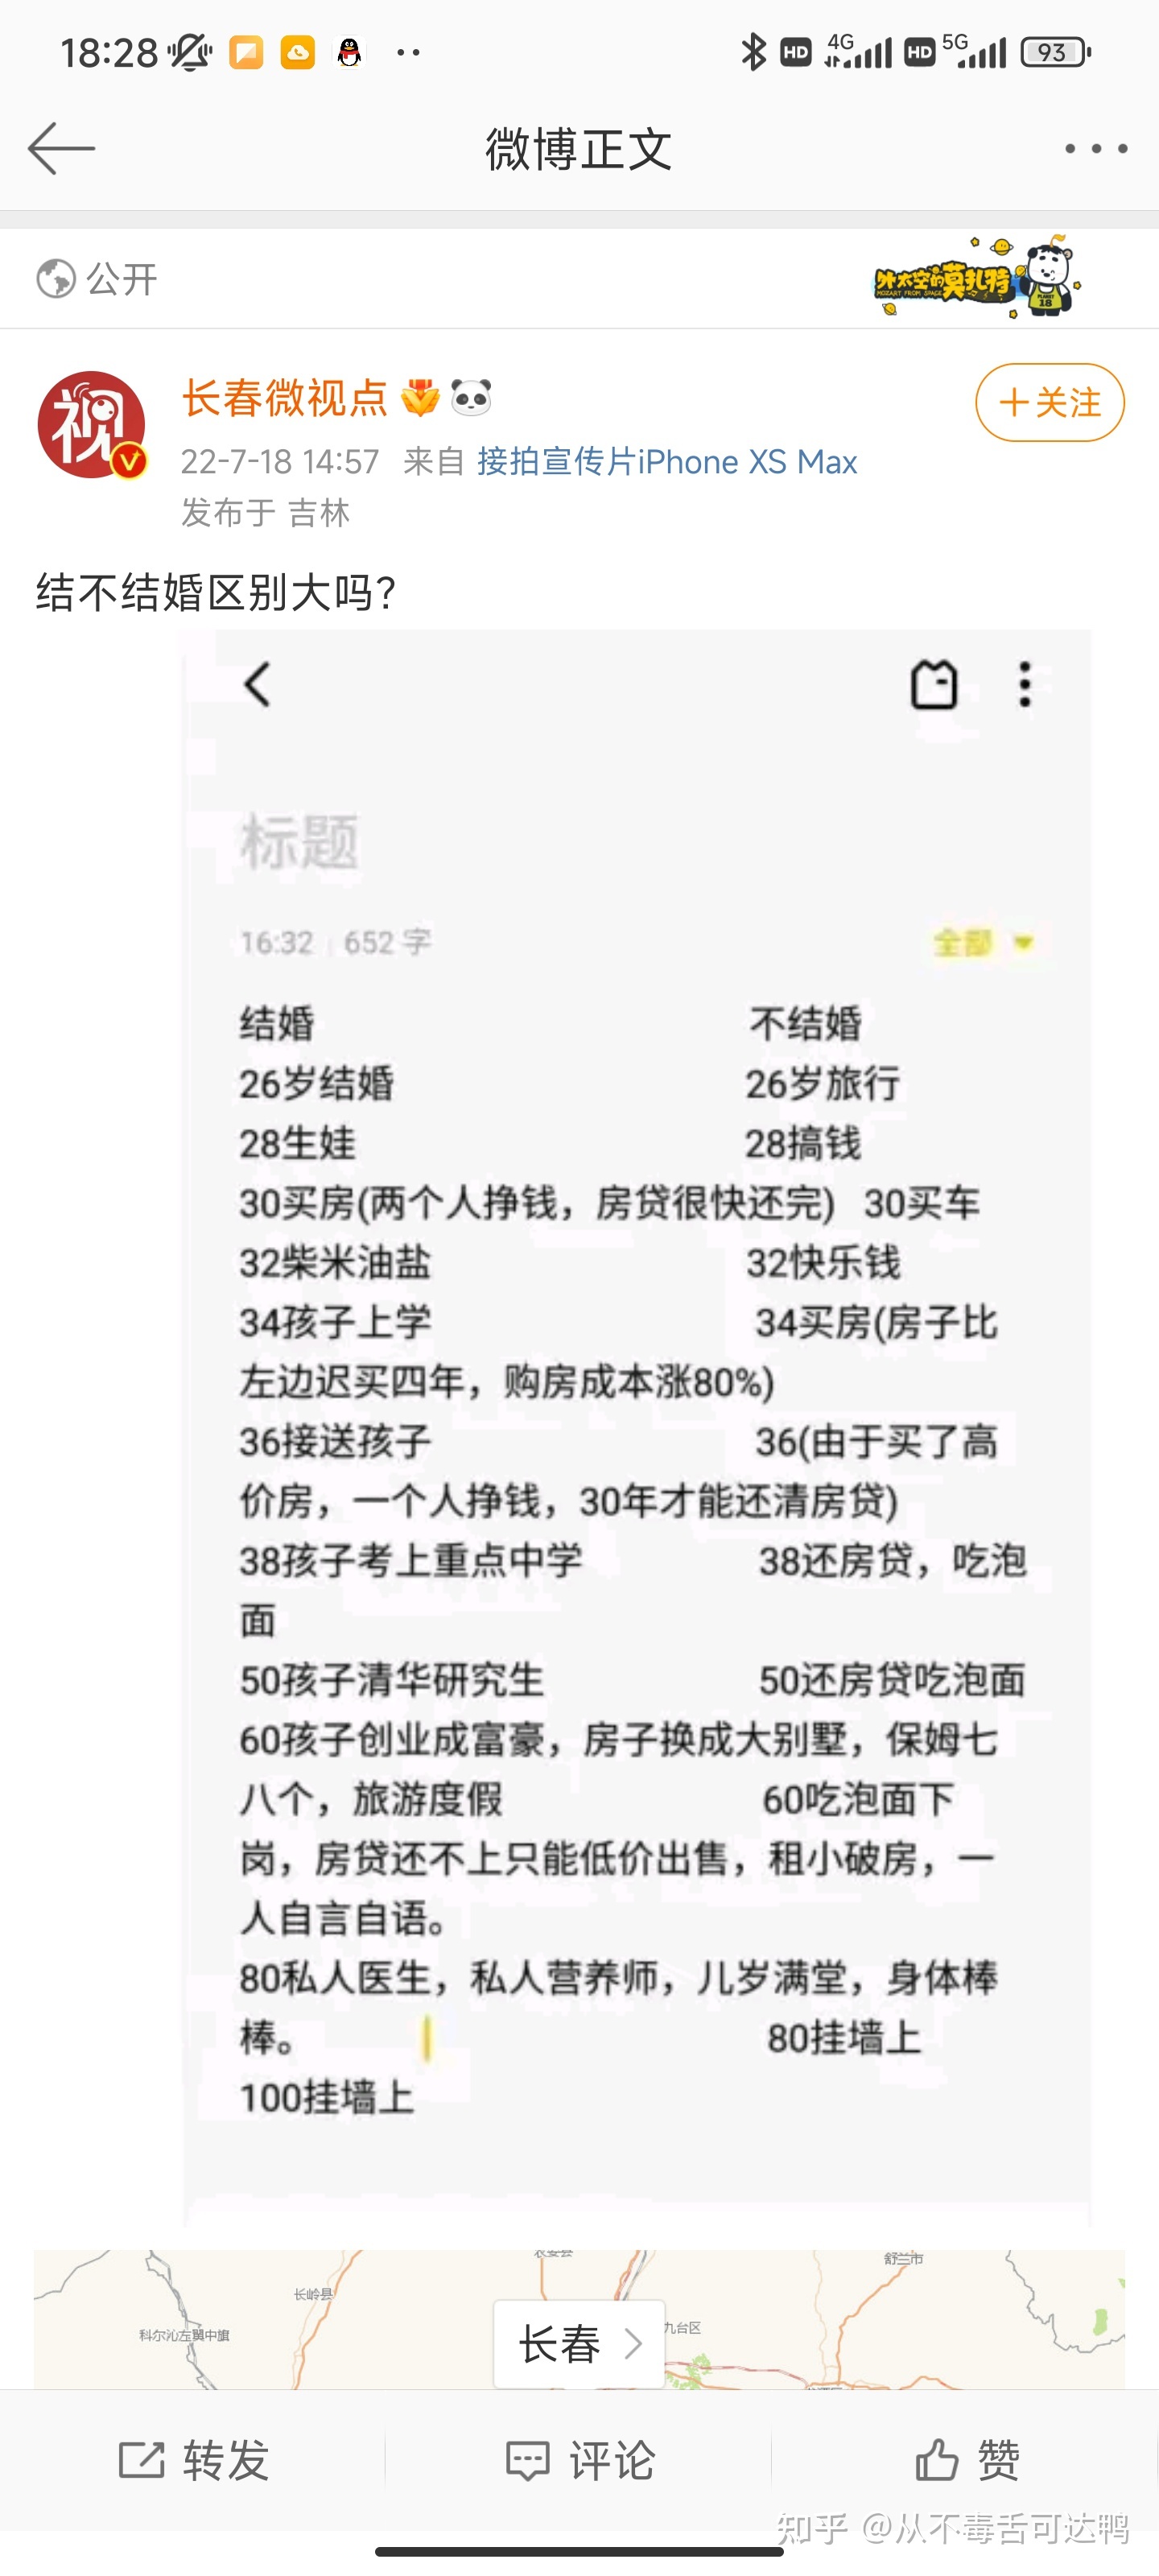 18:28 HD 4G HD 5G 93
微博正文
公开 外太空的莫扎特
MOZART FROM SPACE
PLANET 18
视 长春微视点 +关注
22-7-18 14:57 来自 接拍宣传片iPhone XS Max
发布于 吉林
结不结婚区别大吗?
标题
16:32 | 652 字 全部
结婚 不结婚
26岁结婚 26岁旅行
28生娃 28搞钱
30买房(两个人挣钱，房贷很快还完) 30买车
32柴米油盐 32快乐钱
34孩子上学 34买房(房子比
左边迟买四年，购房成本涨80%)
36接送孩子 36(由于买了高
价房，一个人挣钱，30年才能还清房贷)
38孩子考上重点中学 38还房贷，吃泡
面
50孩子清华研究生 50还房贷吃泡面
60孩子创业成富豪，房子换成大别墅，保姆七
八个，旅游度假 60吃泡面下
岗，房贷还不上只能低价出售，租小破房，一
人自言自语。
80私人医生，私人营养师，儿岁满堂，身体棒
棒。 80挂墙上
100挂墙上
舒兰市
长岭县
科尔沁左翼中旗 长春 九台区
转发 评论 赞
知乎 @从不毒舌可达鸭